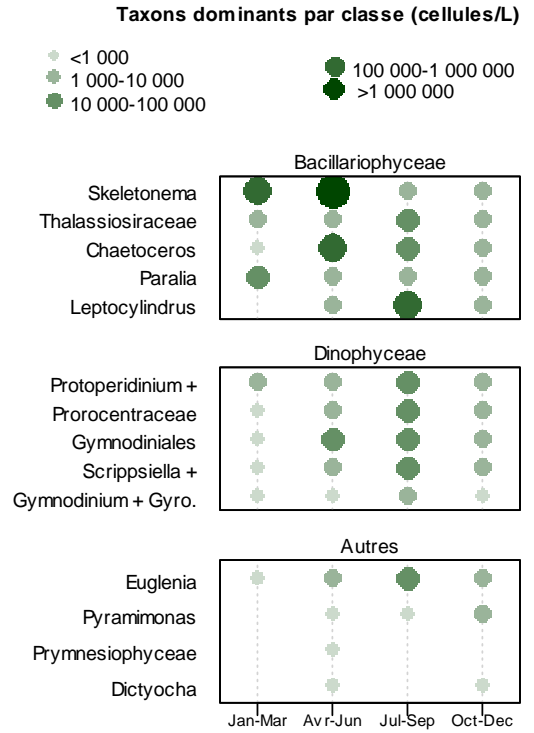 Taxons dominants par classe (cellules/L)
<1 000
1 000-10 000
10 000-100 000
100 000-1 000 000
>1 000 000
Bacillariophyceae
Skeletonema
Thalassiosiraceae
Chaetoceros
Paralia
Leptocylindrus
Dinophyceae
Protoperidinium +
Prorocentraceae
Gymnodiniales
Scrippsiella +
Gymnodinium + Gyro.
Autres
Euglenia
Pyramimonas
Prymnesiophyceae
Dictyocha
Jan-Mar Avr-Jun Jul-Sep Oct-Dec